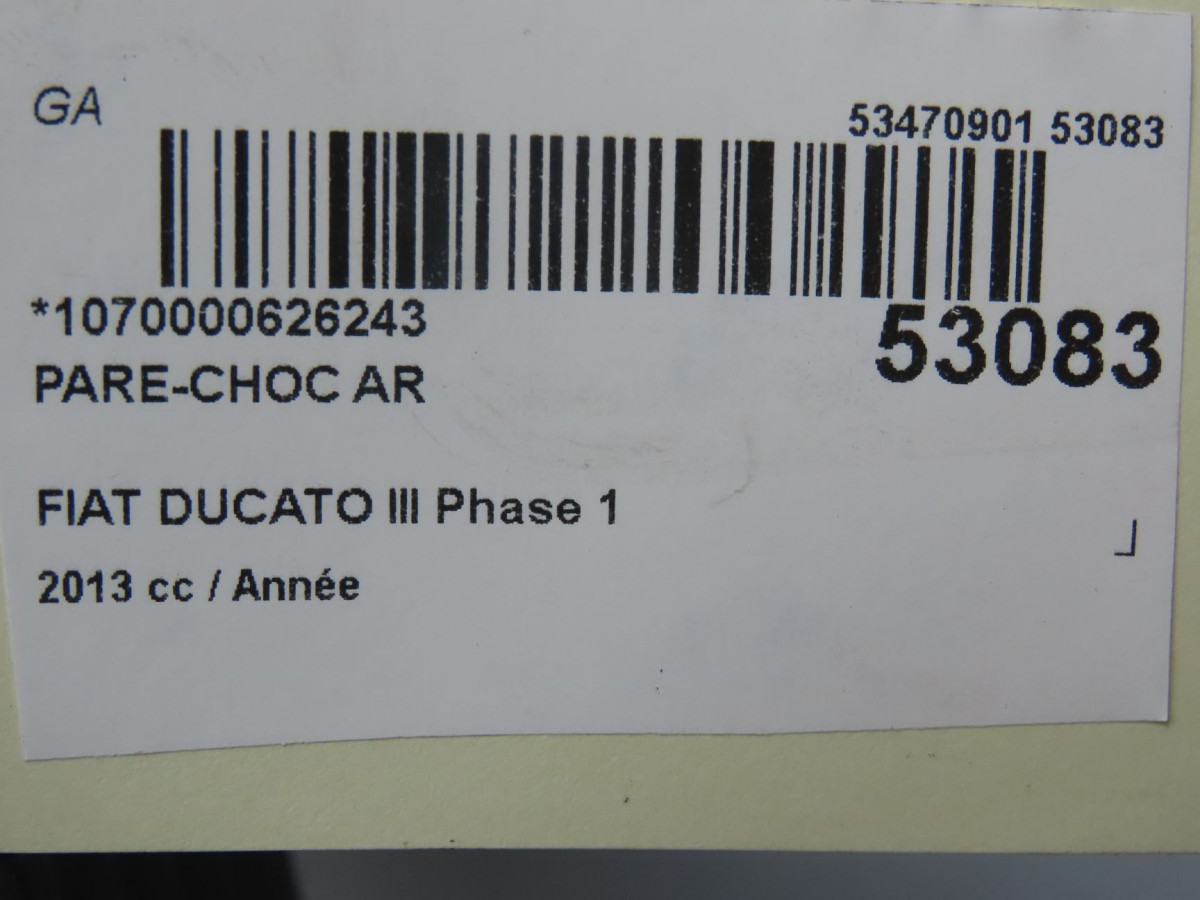 GA
53470901 53083
*1070000626243
53083
PARE-CHOC AR
FIAT DUCATO III Phase 1
2013 cc / Année